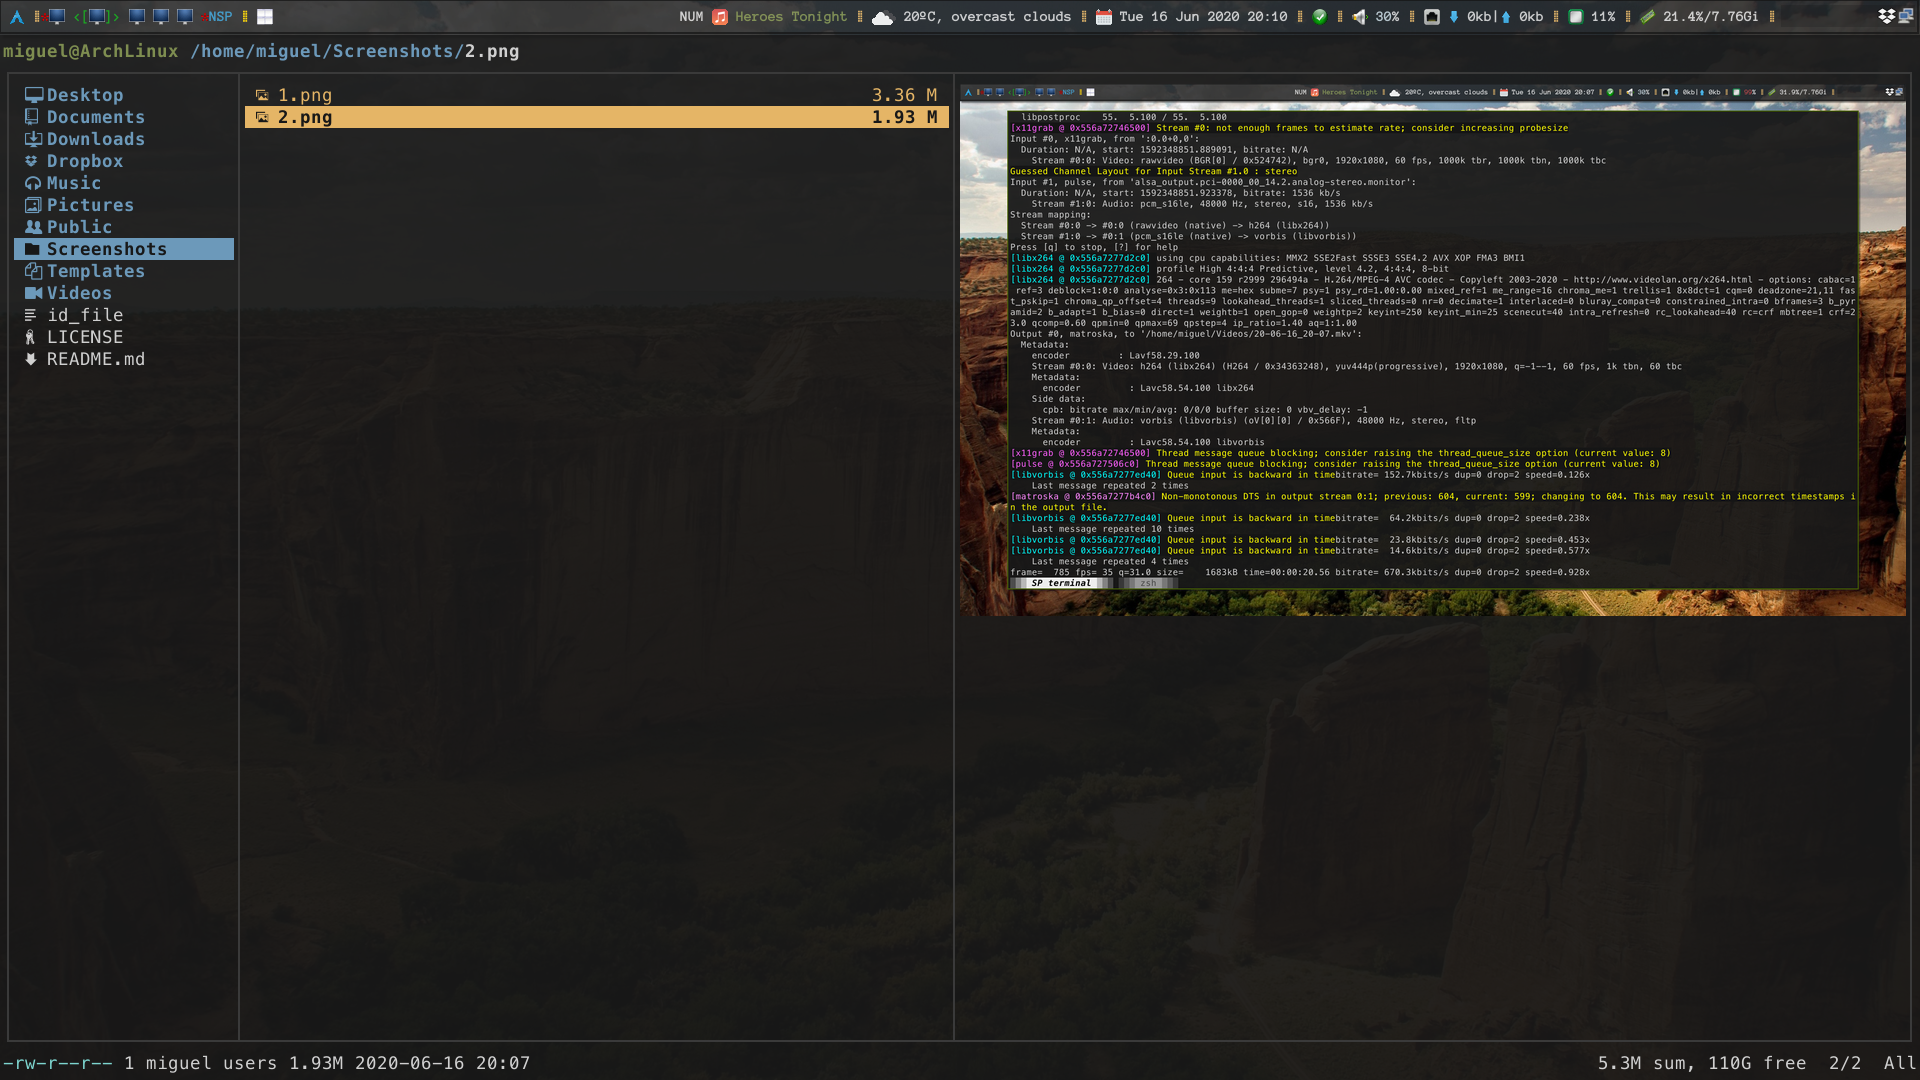 NSP NUM Heroes Tonight 20ºC, overcast clouds Tue 16 Jun 2020 20:10 30% 0kb| 0kb 11% 21.4%/7.76Gi
miguel@ArchLinux /home/miguel/Screenshots/2.png
Desktop
Documents
Downloads
Dropbox
Music
Pictures
Public
Screenshots
Templates
Videos
id_file
LICENSE
README.md
1.png 3.36 M
2.png 1.93 M
NSP NUM Heroes Tonight 20ºC, overcast clouds Tue 16 Jun 2020 20:07 30% 0kb| 0kb 99% 31.9%/7.76Gi
libpostproc 55. 5.100 / 55. 5.100
[x11grab @ 0x556a72746500] Stream #0: not enough frames to estimate rate; consider increasing probesize
Input #0, x11grab, from ':0.0+0,0':
Duration: N/A, start: 1592348851.889091, bitrate: N/A
Stream #0:0: Video: rawvideo (BGR[0] / 0x524742), bgr0, 1920x1080, 60 fps, 1000k tbr, 1000k tbn, 1000k tbc
Guessed Channel Layout for Input Stream #1.0 : stereo
Input #1, pulse, from 'alsa_output.pci-0000_00_14.2.analog-stereo.monitor':
Duration: N/A, start: 1592348851.923378, bitrate: 1536 kb/s
Stream #1:0: Audio: pcm_s16le, 48000 Hz, stereo, s16, 1536 kb/s
Stream mapping:
Stream #0:0 -> #0:0 (rawvideo (native) -> h264 (libx264))
Stream #1:0 -> #0:1 (pcm_s16le (native) -> vorbis (libvorbis))
Press [q] to stop, [?] for help
[libx264 @ 0x556a7277d2c0] using cpu capabilities: MMX2 SSE2Fast SSSE3 SSE4.2 AVX XOP FMA3 BMI1
[libx264 @ 0x556a7277d2c0] profile High 4:4:4 Predictive, level 4.2, 4:4:4, 8-bit
[libx264 @ 0x556a7277d2c0] 264 - core 159 r2999 296494a - H.264/MPEG-4 AVC codec - Copyleft 2003-2020 - http://www.videolan.org/x264.html - options: cabac=1
ref=3 deblock=1:0:0 analyse=0x3:0x113 me=hex subme=7 psy=1 psy_rd=1.00:0.00 mixed_ref=1 me_range=16 chroma_me=1 trellis=1 8x8dct=1 cqm=0 deadzone=21,11 fas
t_pskip=1 chroma_qp_offset=4 threads=9 lookahead_threads=1 sliced_threads=0 nr=0 decimate=1 interlaced=0 bluray_compat=0 constrained_intra=0 bframes=3 b_pyr
amid=2 b_adapt=1 b_bias=0 direct=1 weightb=1 open_gop=0 weightp=2 keyint=250 keyint_min=25 scenecut=40 intra_refresh=0 rc_lookahead=40 rc=crf mbtree=1 crf=2
3.0 qcomp=0.60 qpmin=0 qpmax=69 qpstep=4 ip_ratio=1.40 aq=1:1.00
Output #0, matroska, to '/home/miguel/Videos/20-06-16_20-07.mkv':
Metadata:
encoder : Lavf58.29.100
Stream #0:0: Video: h264 (libx264) (H264 / 0x34363248), yuv444p(progressive), 1920x1080, q=-1--1, 60 fps, 1k tbn, 60 tbc
Metadata:
encoder : Lavc58.54.100 libx264
Side data:
cpb: bitrate max/min/avg: 0/0/0 buffer size: 0 vbv_delay: -1
Stream #0:1: Audio: vorbis (libvorbis) (oV[0][0] / 0x566F), 48000 Hz, stereo, fltp
Metadata:
encoder : Lavc58.54.100 libvorbis
[x11grab @ 0x556a72746500] Thread message queue blocking; consider raising the thread_queue_size option (current value: 8)
[pulse @ 0x556a727506c0] Thread message queue blocking; consider raising the thread_queue_size option (current value: 8)
[libvorbis @ 0x556a7277ed40] Queue input is backward in timebitrate= 152.7kbits/s dup=0 drop=2 speed=0.126x
Last message repeated 2 times
[matroska @ 0x556a7277b4c0] Non-monotonous DTS in output stream 0:1; previous: 604, current: 599; changing to 604. This may result in incorrect timestamps i
n the output file.
[libvorbis @ 0x556a7277ed40] Queue input is backward in timebitrate= 64.2kbits/s dup=0 drop=2 speed=0.238x
Last message repeated 10 times
[libvorbis @ 0x556a7277ed40] Queue input is backward in timebitrate= 23.8kbits/s dup=0 drop=2 speed=0.453x
[libvorbis @ 0x556a7277ed40] Queue input is backward in timebitrate= 14.6kbits/s dup=0 drop=2 speed=0.577x
Last message repeated 4 times
frame= 785 fps= 35 q=31.0 size= 1683kB time=00:00:20.56 bitrate= 670.3kbits/s dup=0 drop=2 speed=0.928x
SP terminal zsh
-rw-r--r-- 1 miguel users 1.93M 2020-06-16 20:07 5.3M sum, 110G free 2/2 All